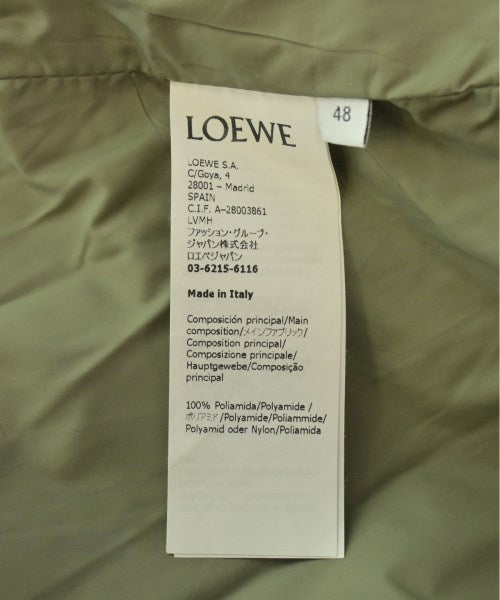 LOEWE
48
LOEWE S.A.
C/Goya, 4
28001 – Madrid
SPAIN
C.I.F. A-28003861
LVMH
ファッション・グループ・
ジャパン株式会社
ロエベジャパン
03-6215-6116
Made in Italy
Composición principal/Main
composition/メインファブリック/
Composition principal/
Composizione principale/
Hauptgewebe/Composição
principal
100% Poliamida/Polyamide /
ポリアミド/Polyamide/Poliammide/
Polyamid oder Nylon/Poliamida